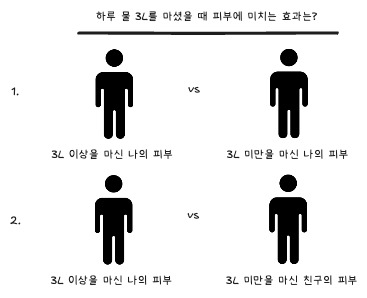 하루 물 3L를 마셨을 때 피부에 미치는 효과는?
1.
vs
3L 이상을 마신 나의 피부
3L 미만을 마신 나의 피부
2.
vs
3L 이상을 마신 나의 피부
3L 미만을 마신 친구의 피부